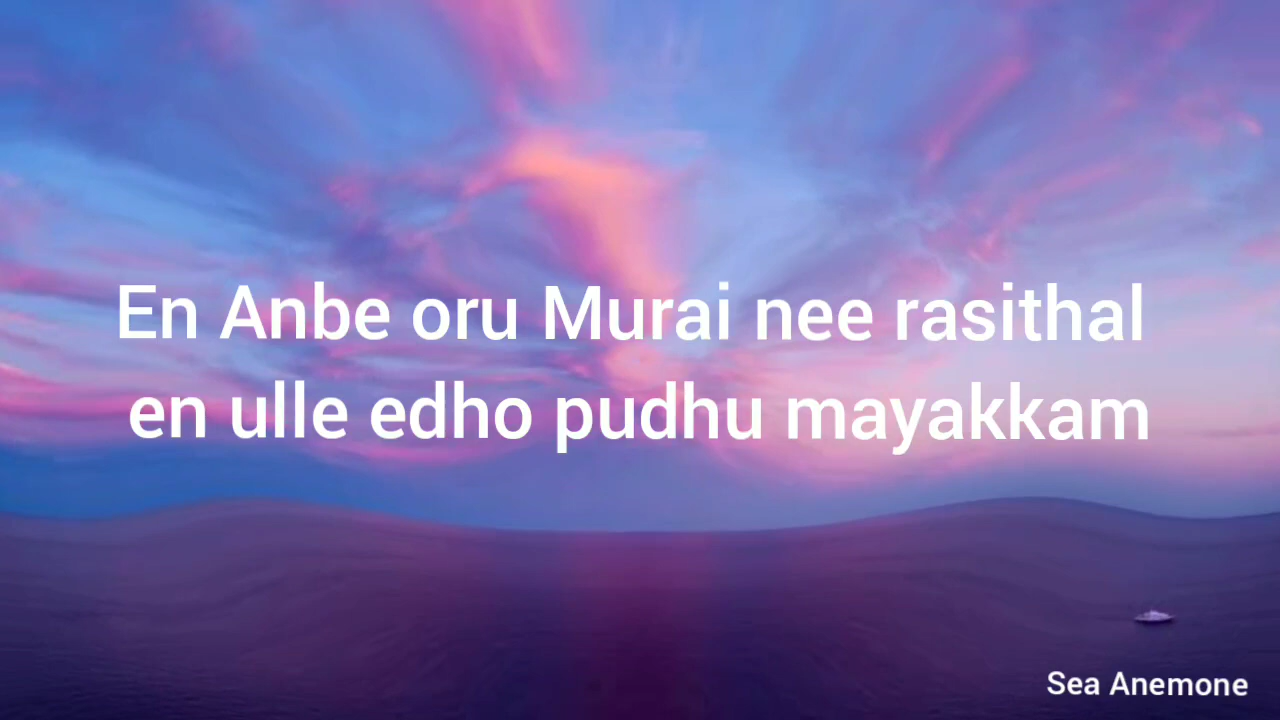 En Anbe oru Murai nee rasithal
en ulle edho pudhu mayakkam
Sea Anemone